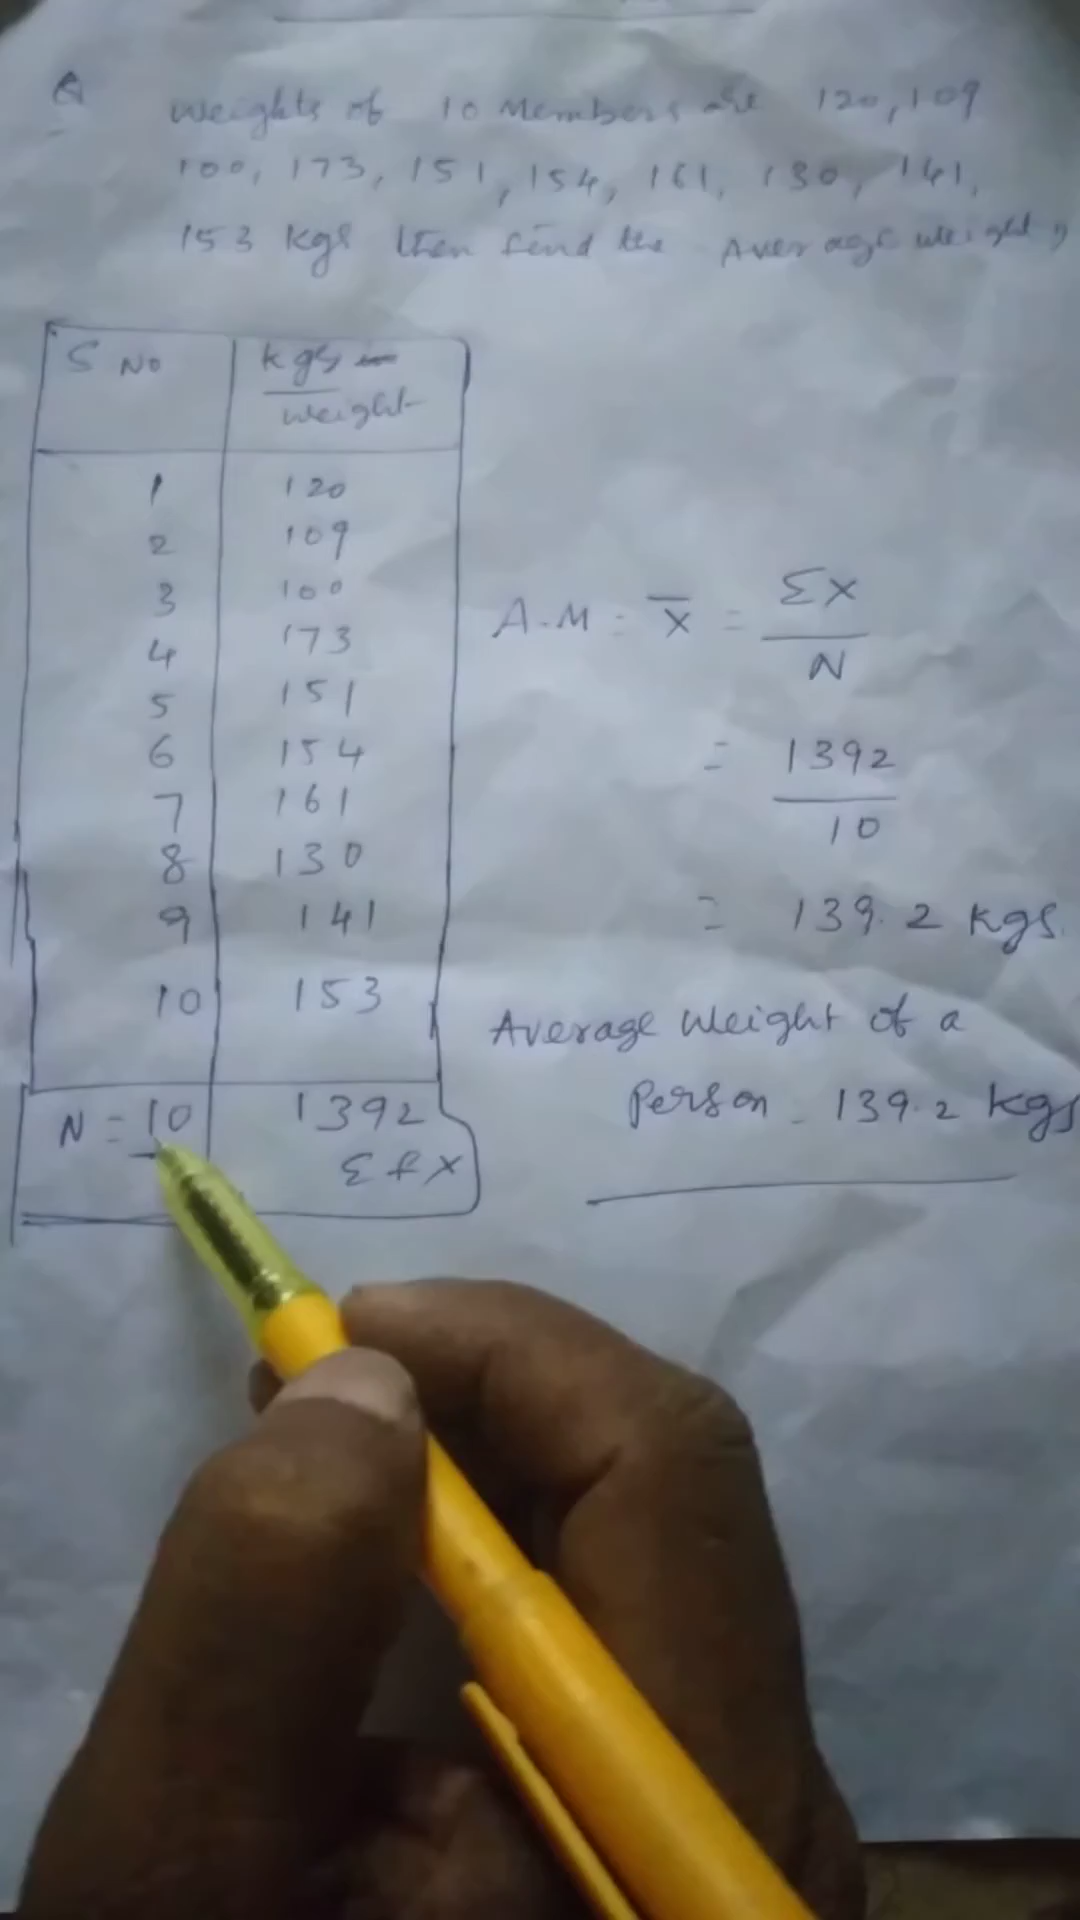 Q weights of 10 Members are 120, 109
100, 173, 151, 154, 161, 130, 141,
153 kgs then find the Average weight
S No
kgs
weight
1 120
2 109
3 100
4 173
5 151
6 154
7 161
8 130
9 141
10 153
N = 10 1392
Σfx
A.M = x̄ = ΣX
N
= 1392
10
= 139.2 kgs.
Average weight of a
Person - 139.2 kgs